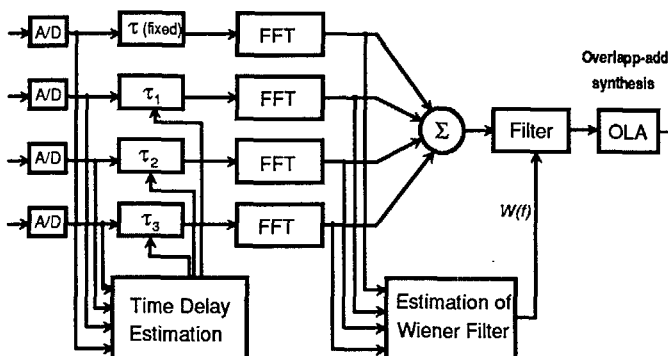 A/D
τ (fixed)
FFT
Overlapp-add
synthesis
A/D
τ1
FFT
Σ
Filter
OLA
A/D
τ2
FFT
A/D
τ3
FFT
W(f)
Time Delay
Estimation
Estimation of
Wiener Filter